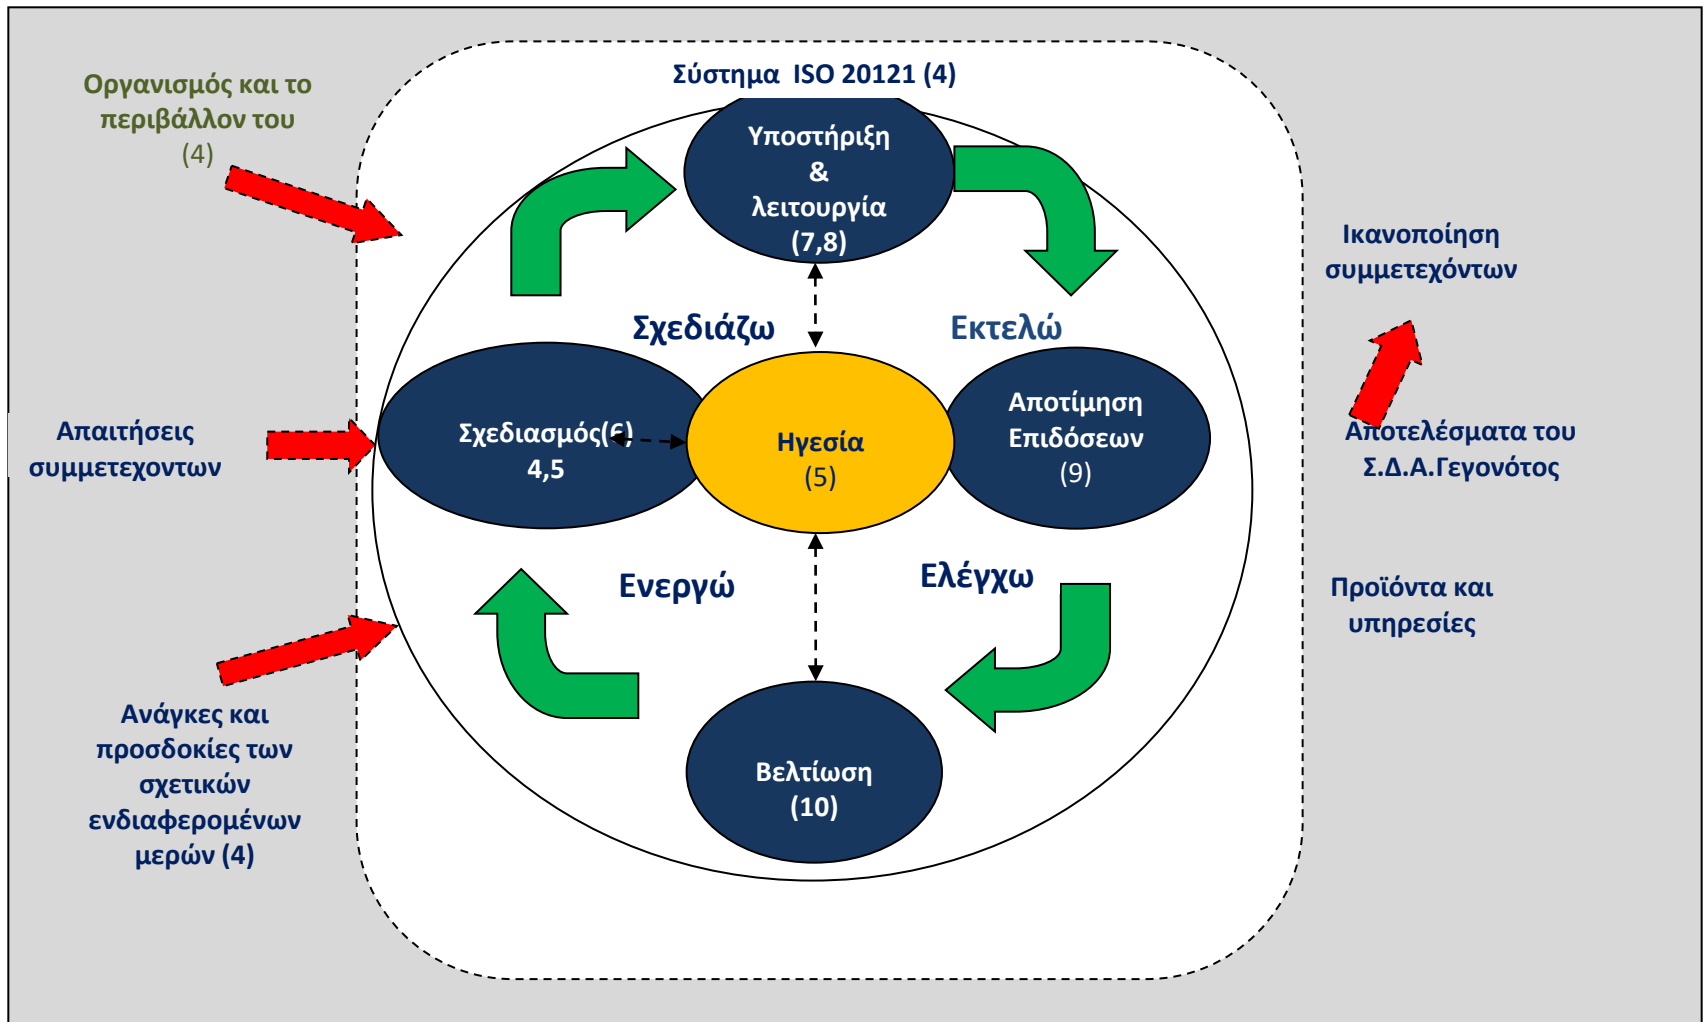 Σύστημα ISO 20121 (4)
Οργανισμός και το
περιβάλλον του
(4)
Υποστήριξη
&
λειτουργία
(7,8)
Ικανοποίηση
συμμετεχόντων
Σχεδιάζω
Εκτελώ
Απαιτήσεις
συμμετεχοντων
Σχεδιασμός(6)
4,5
Ηγεσία
(5)
Αποτίμηση
Επιδόσεων
(9)
Αποτελέσματα του
Σ.Δ.Α.Γεγονότος
Ενεργώ
Ελέγχω
Προϊόντα και
υπηρεσίες
Ανάγκες και
προσδοκίες των
σχετικών
ενδιαφερομένων
μερών (4)
Βελτίωση
(10)